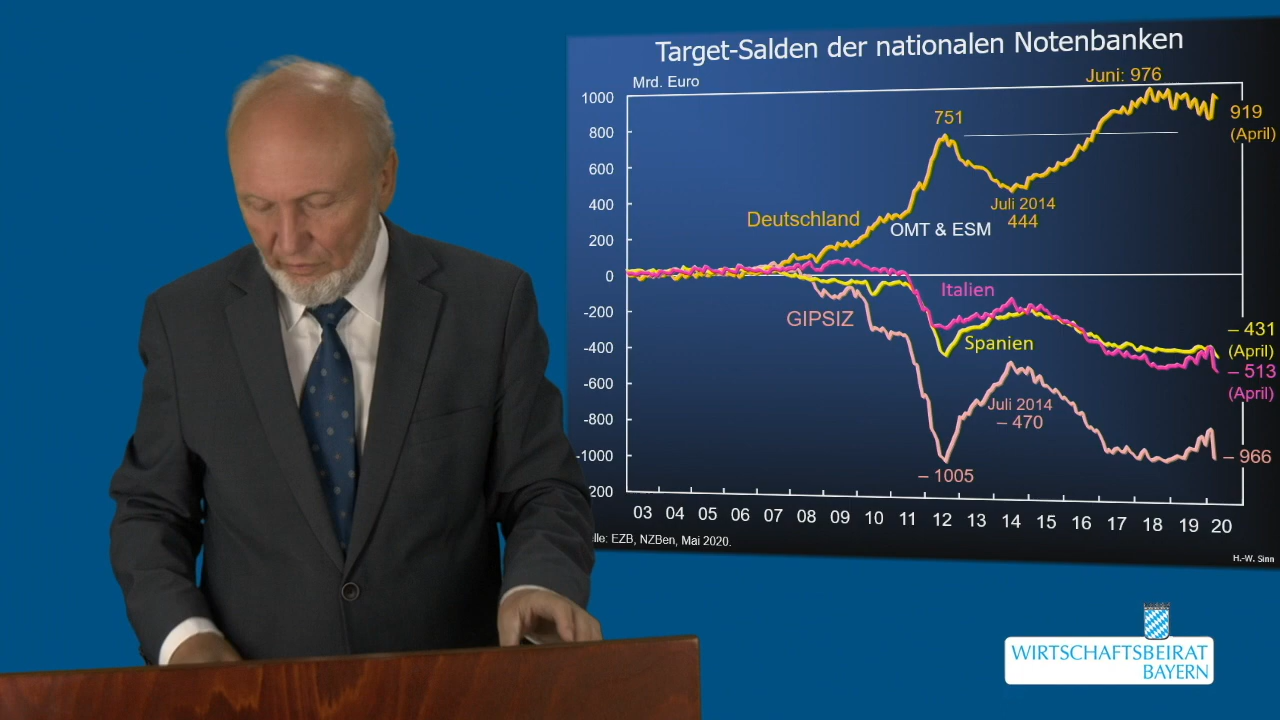 Target-Salden der nationalen Notenbanken
Mrd. Euro
Juni: 976
1000
800
600
400
200
0
-200
-400
-600
-800
-1000
200
751
919
(April)
Juli 2014
444
Deutschland
OMT & ESM
Italien
GIPSIZ
Spanien
– 431
(April)
– 513
(April)
Juli 2014
– 470
– 966
– 1005
03 04 05 06 07 08 09 10 11 12 13 14 15 16 17 18 19 20
lle: EZB, NZBen, Mai 2020.
H.-W. Sinn
WIRTSCHAFTSBEIRAT
BAYERN